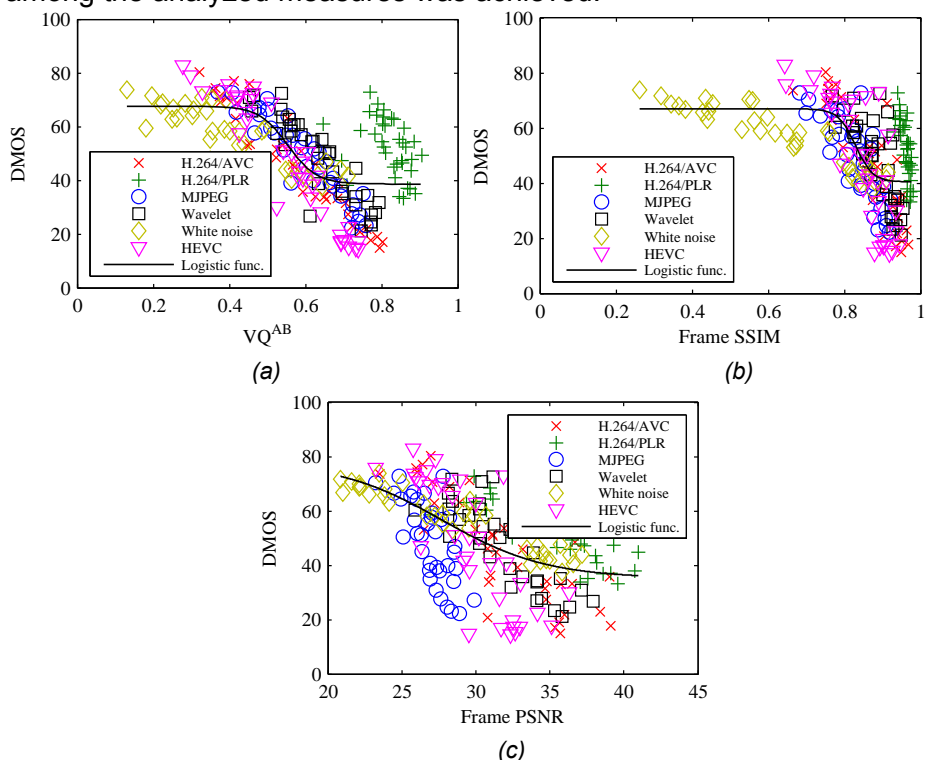 among the analyzed measures was achieved.
100
80
60
40
20
0
DMOS
H.264/AVC
H.264/PLR
MJPEG
Wavelet
White noise
HEVC
Logistic func.
0 0.2 0.4 0.6 0.8 1
VQ^AB
(a)
100
80
60
40
20
0
DMOS
H.264/AVC
H.264/PLR
MJPEG
Wavelet
White noise
HEVC
Logistic func.
0 0.2 0.4 0.6 0.8 1
Frame SSIM
(b)
100
80
60
40
20
0
DMOS
H.264/AVC
H.264/PLR
MJPEG
Wavelet
White noise
HEVC
Logistic func.
20 25 30 35 40 45
Frame PSNR
(c)